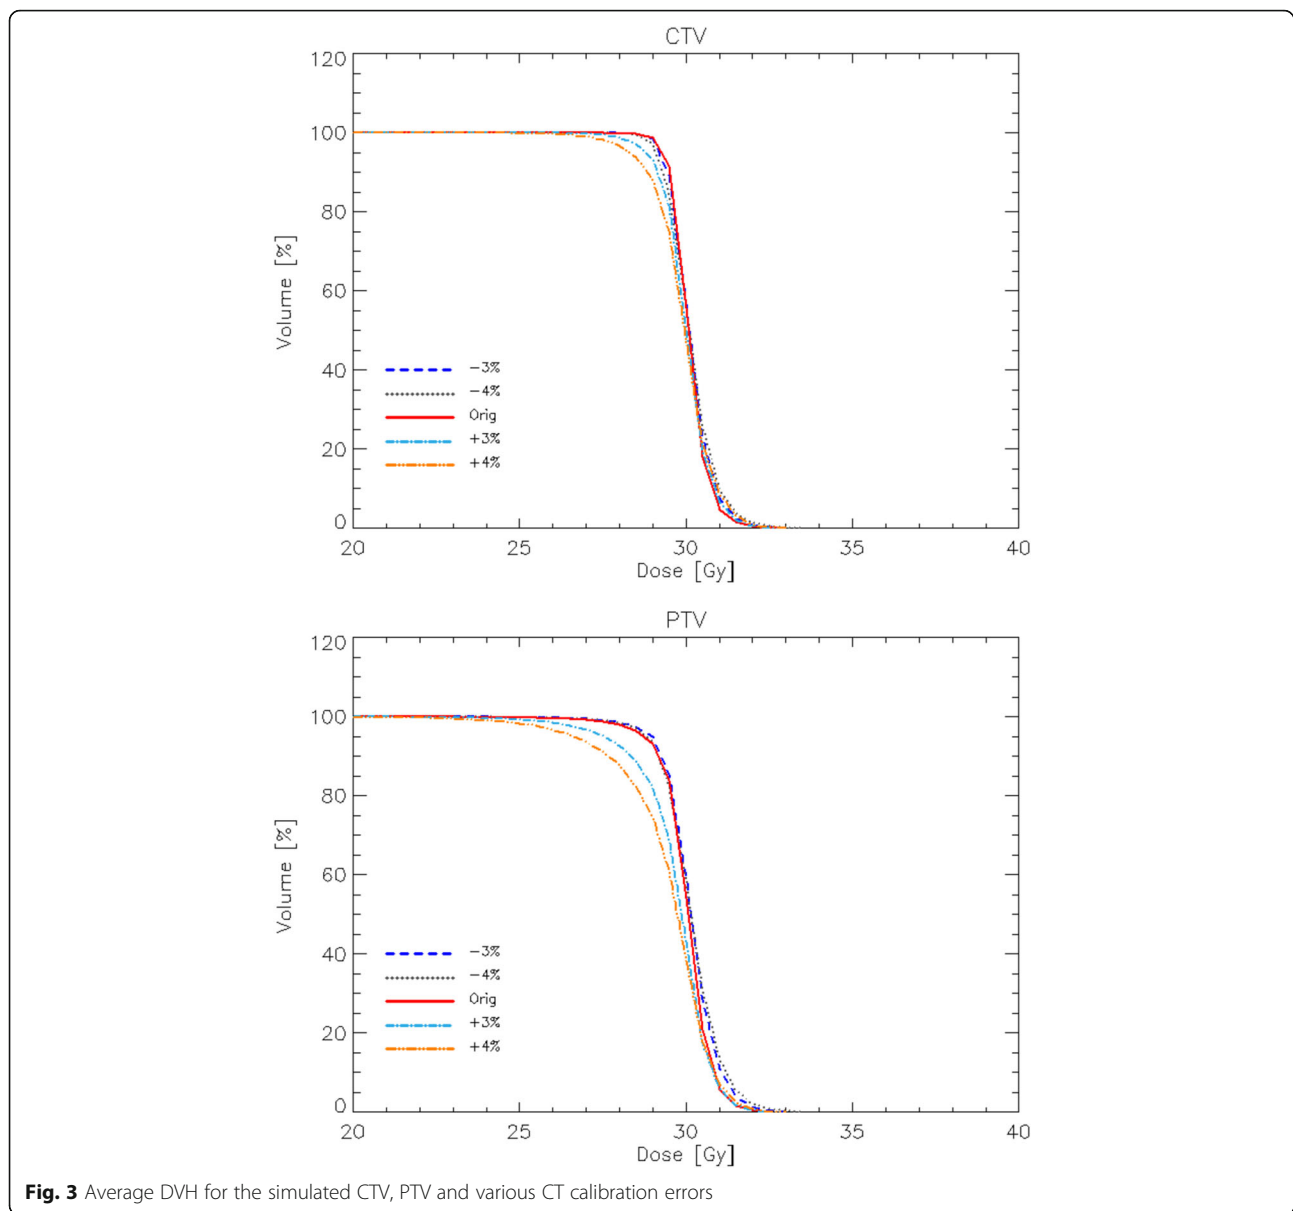 CTV
120
100
80
60
40
20
0
Volume [%]
−3%
−4%
Orig
+3%
+4%
20 25 30 35 40
Dose [Gy]
PTV
120
100
80
60
40
20
0
Volume [%]
−3%
−4%
Orig
+3%
+4%
20 25 30 35 40
Dose [Gy]
Fig. 3 Average DVH for the simulated CTV, PTV and various CT calibration errors